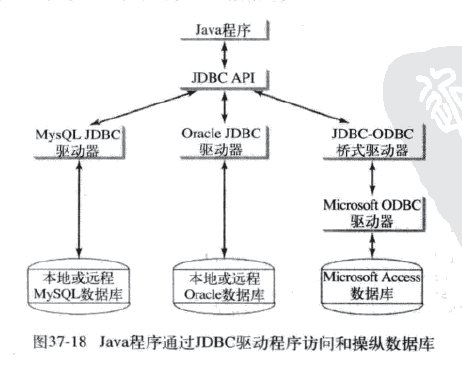 Java程序
JDBC API
MysQL JDBC
驱动器
Oracle JDBC
驱动器
JDBC-ODBC
桥式驱动器
Microsoft ODBC
驱动器
本地或远程
MySQL数据库
本地或远程
Oracle数据库
Microsoft Access
数据库
图37-18 Java程序通过JDBC驱动程序访问和操纵数据库